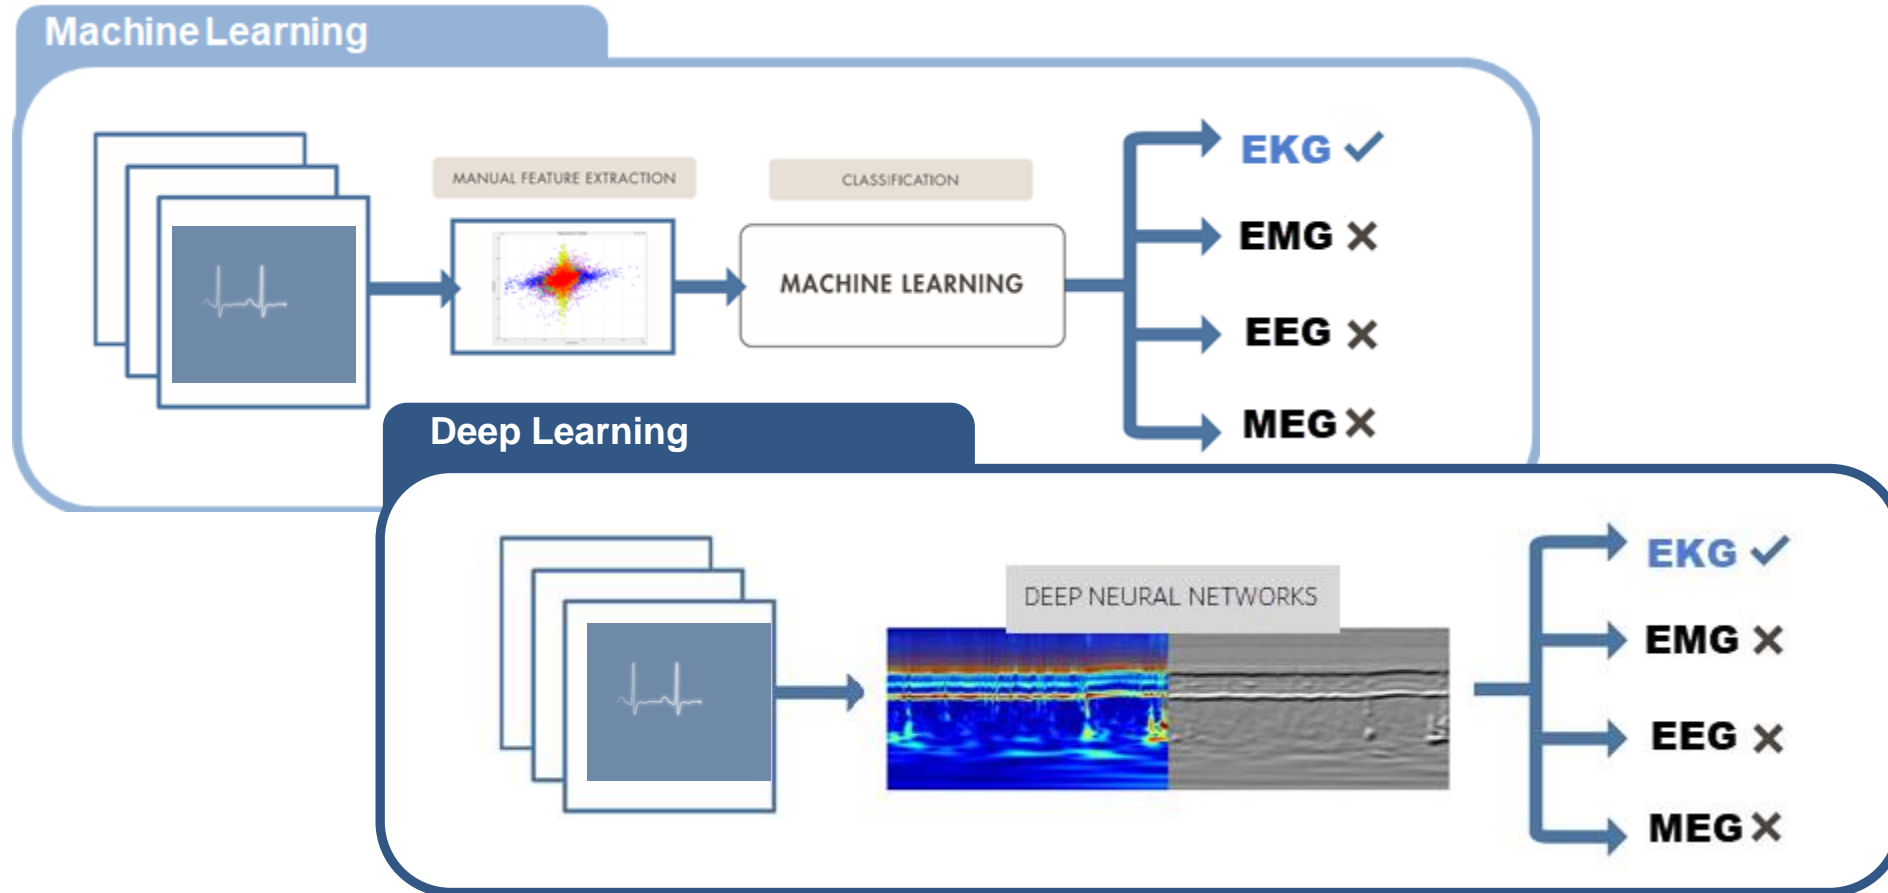 Machine Learning
MANUAL FEATURE EXTRACTION
CLASSIFICATION
MACHINE LEARNING
EKG
EMG
EEG
MEG
Deep Learning
DEEP NEURAL NETWORKS
EKG
EMG
EEG
MEG